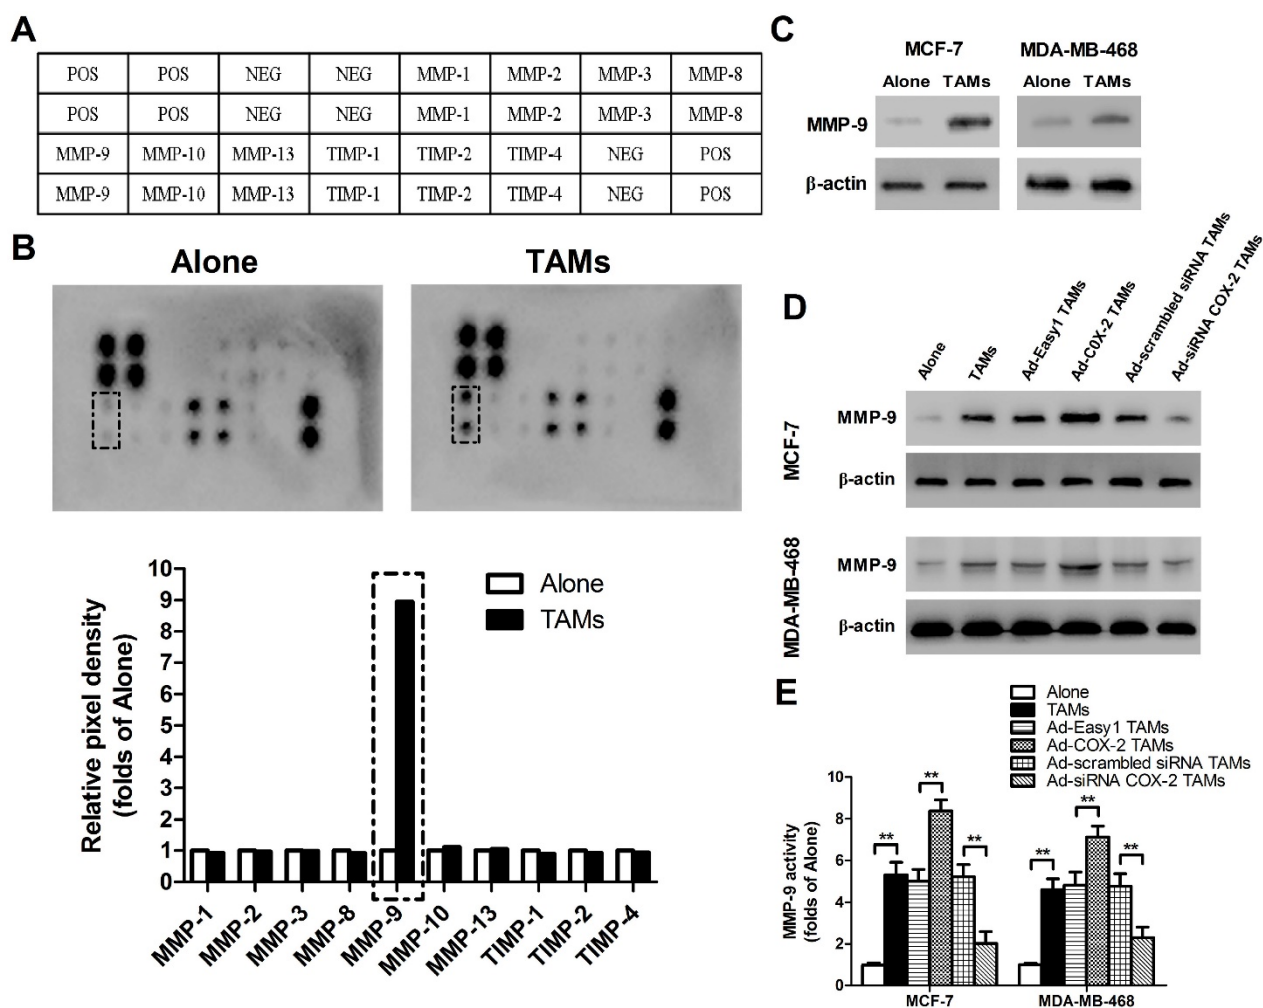 A
POS POS NEG NEG MMP-1 MMP-2 MMP-3 MMP-8
POS POS NEG NEG MMP-1 MMP-2 MMP-3 MMP-8
MMP-9 MMP-10 MMP-13 TIMP-1 TIMP-2 TIMP-4 NEG POS
MMP-9 MMP-10 MMP-13 TIMP-1 TIMP-2 TIMP-4 NEG POS
B
Alone TAMs
10
9
8
7
6
5
4
3
2
1
0
Relative pixel density
(folds of Alone)
Alone
TAMs
MMP-1 MMP-2 MMP-3 MMP-8 MMP-9 MMP-10 MMP-13 TIMP-1 TIMP-2 TIMP-4
C
MCF-7 MDA-MB-468
Alone TAMs Alone TAMs
MMP-9
β-actin
D
Alone TAMs Ad-Easy1 TAMs Ad-COX-2 TAMs Ad-scrambled siRNA TAMs Ad-siRNA COX-2 TAMs
MCF-7
MMP-9
β-actin
MDA-MB-468
MMP-9
β-actin
E
Alone
TAMs
Ad-Easy1 TAMs
Ad-COX-2 TAMs
Ad-scrambled siRNA TAMs
Ad-siRNA COX-2 TAMs
10
8
6
4
2
0
MMP-9 activity
(folds of Alone)
** ** ** ** ** **
MCF-7 MDA-MB-468